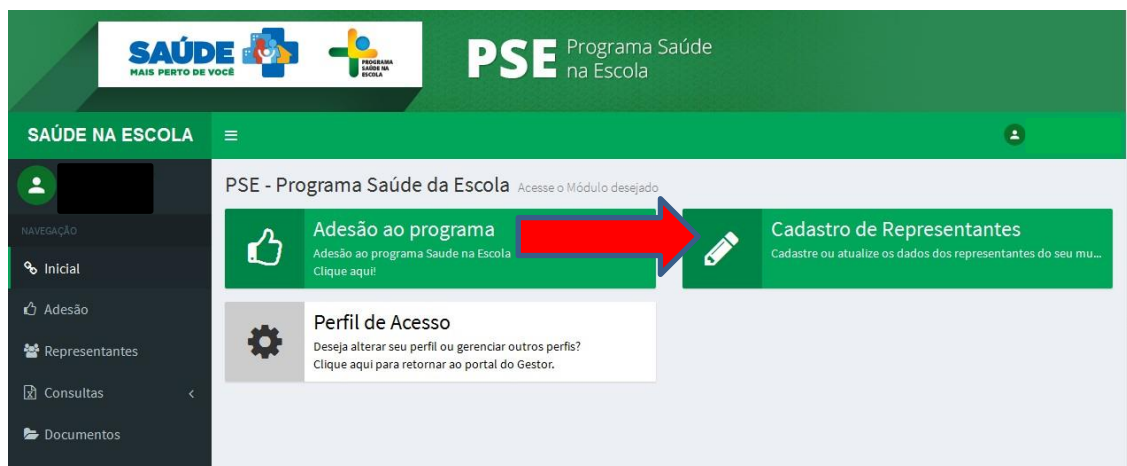 SAÚDE
MAIS PERTO DE VOCÊ
PROGRAMA
SAÚDE NA
ESCOLA
PSE Programa Saúde
na Escola
SAÚDE NA ESCOLA
PSE - Programa Saúde da Escola Acesse o Módulo desejado
NAVEGAÇÃO
Inicial
Adesão
Representantes
Consultas
Documentos
Adesão ao programa
Adesão ao programa Saude na Escola
Clique aqui!
Cadastro de Representantes
Cadastre ou atualize os dados dos representantes do seu mu...
Perfil de Acesso
Deseja alterar seu perfil ou gerenciar outros perfis?
Clique aqui para retornar ao portal do Gestor.